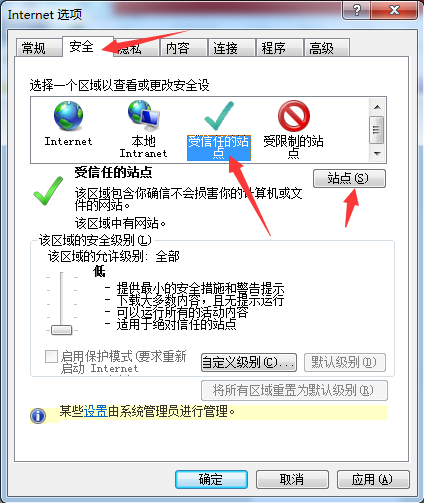 Internet 选项
常规 安全 隐私 内容 连接 程序 高级
选择一个区域以查看或更改安全设
Internet 本地 Intranet 受信任的站点 受限制的站点
受信任的站点
站点(S)
该区域包含你确信不会损害你的计算机或文
件的网站。
该区域中有网站。
该区域的安全级别(L)
该区域的允许级别: 全部
低
- 提供最小的安全措施和警告提示
- 下载大多数内容，且无提示运行
- 可以运行所有的活动内容
- 适用于绝对信任的站点
启用保护模式(要求重新
启动 Internet
自定义级别(C)... 默认级别(D)
将所有区域重置为默认级别(R)
某些设置由系统管理员进行管理。
确定 取消 应用(A)